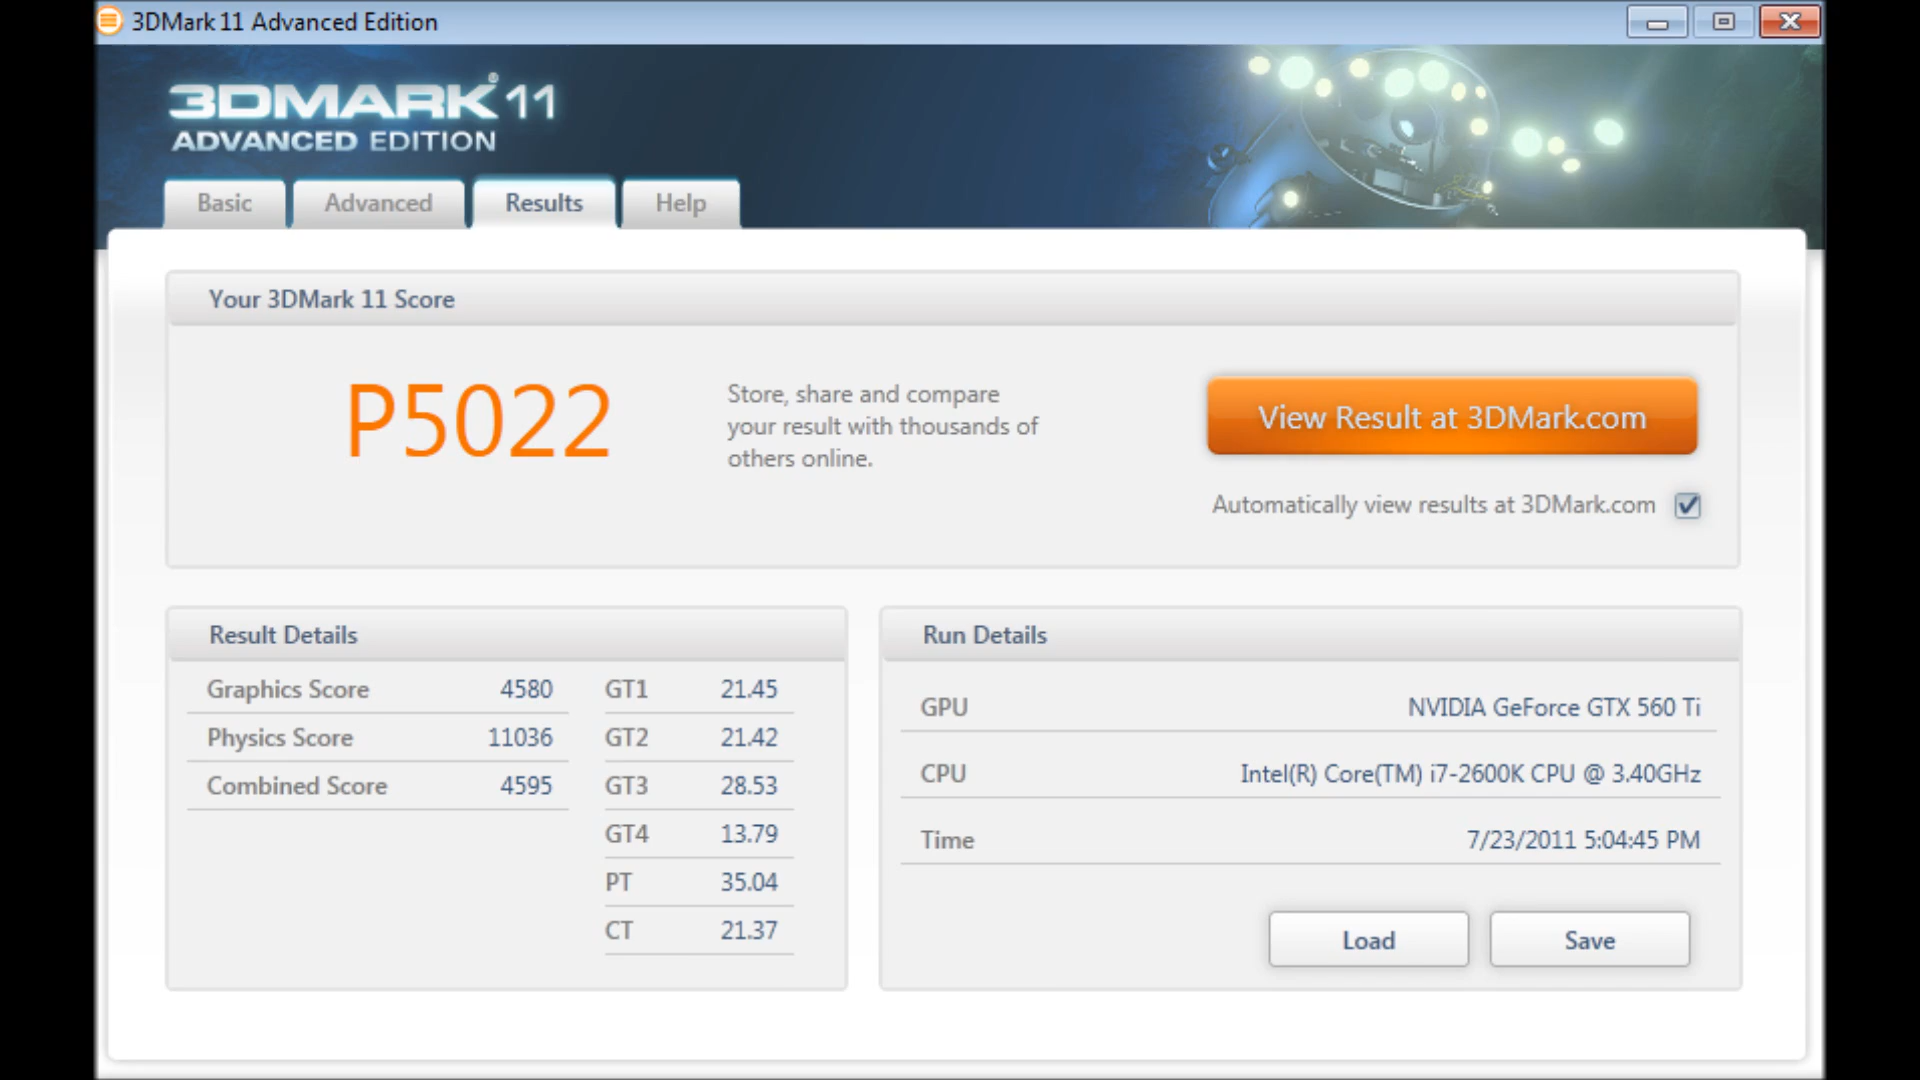 3DMark 11 Advanced Edition
3DMARK® 11
ADVANCED EDITION
Basic
Advanced
Results
Help
Your 3DMark 11 Score
P5022
Store, share and compare
your result with thousands of
others online.
View Result at 3DMark.com
Automatically view results at 3DMark.com
Result Details
Graphics Score 4580 GT1 21.45
Physics Score 11036 GT2 21.42
Combined Score 4595 GT3 28.53
GT4 13.79
PT 35.04
CT 21.37
Run Details
GPU NVIDIA GeForce GTX 560 Ti
CPU Intel(R) Core(TM) i7-2600K CPU @ 3.40GHz
Time 7/23/2011 5:04:45 PM
Load
Save